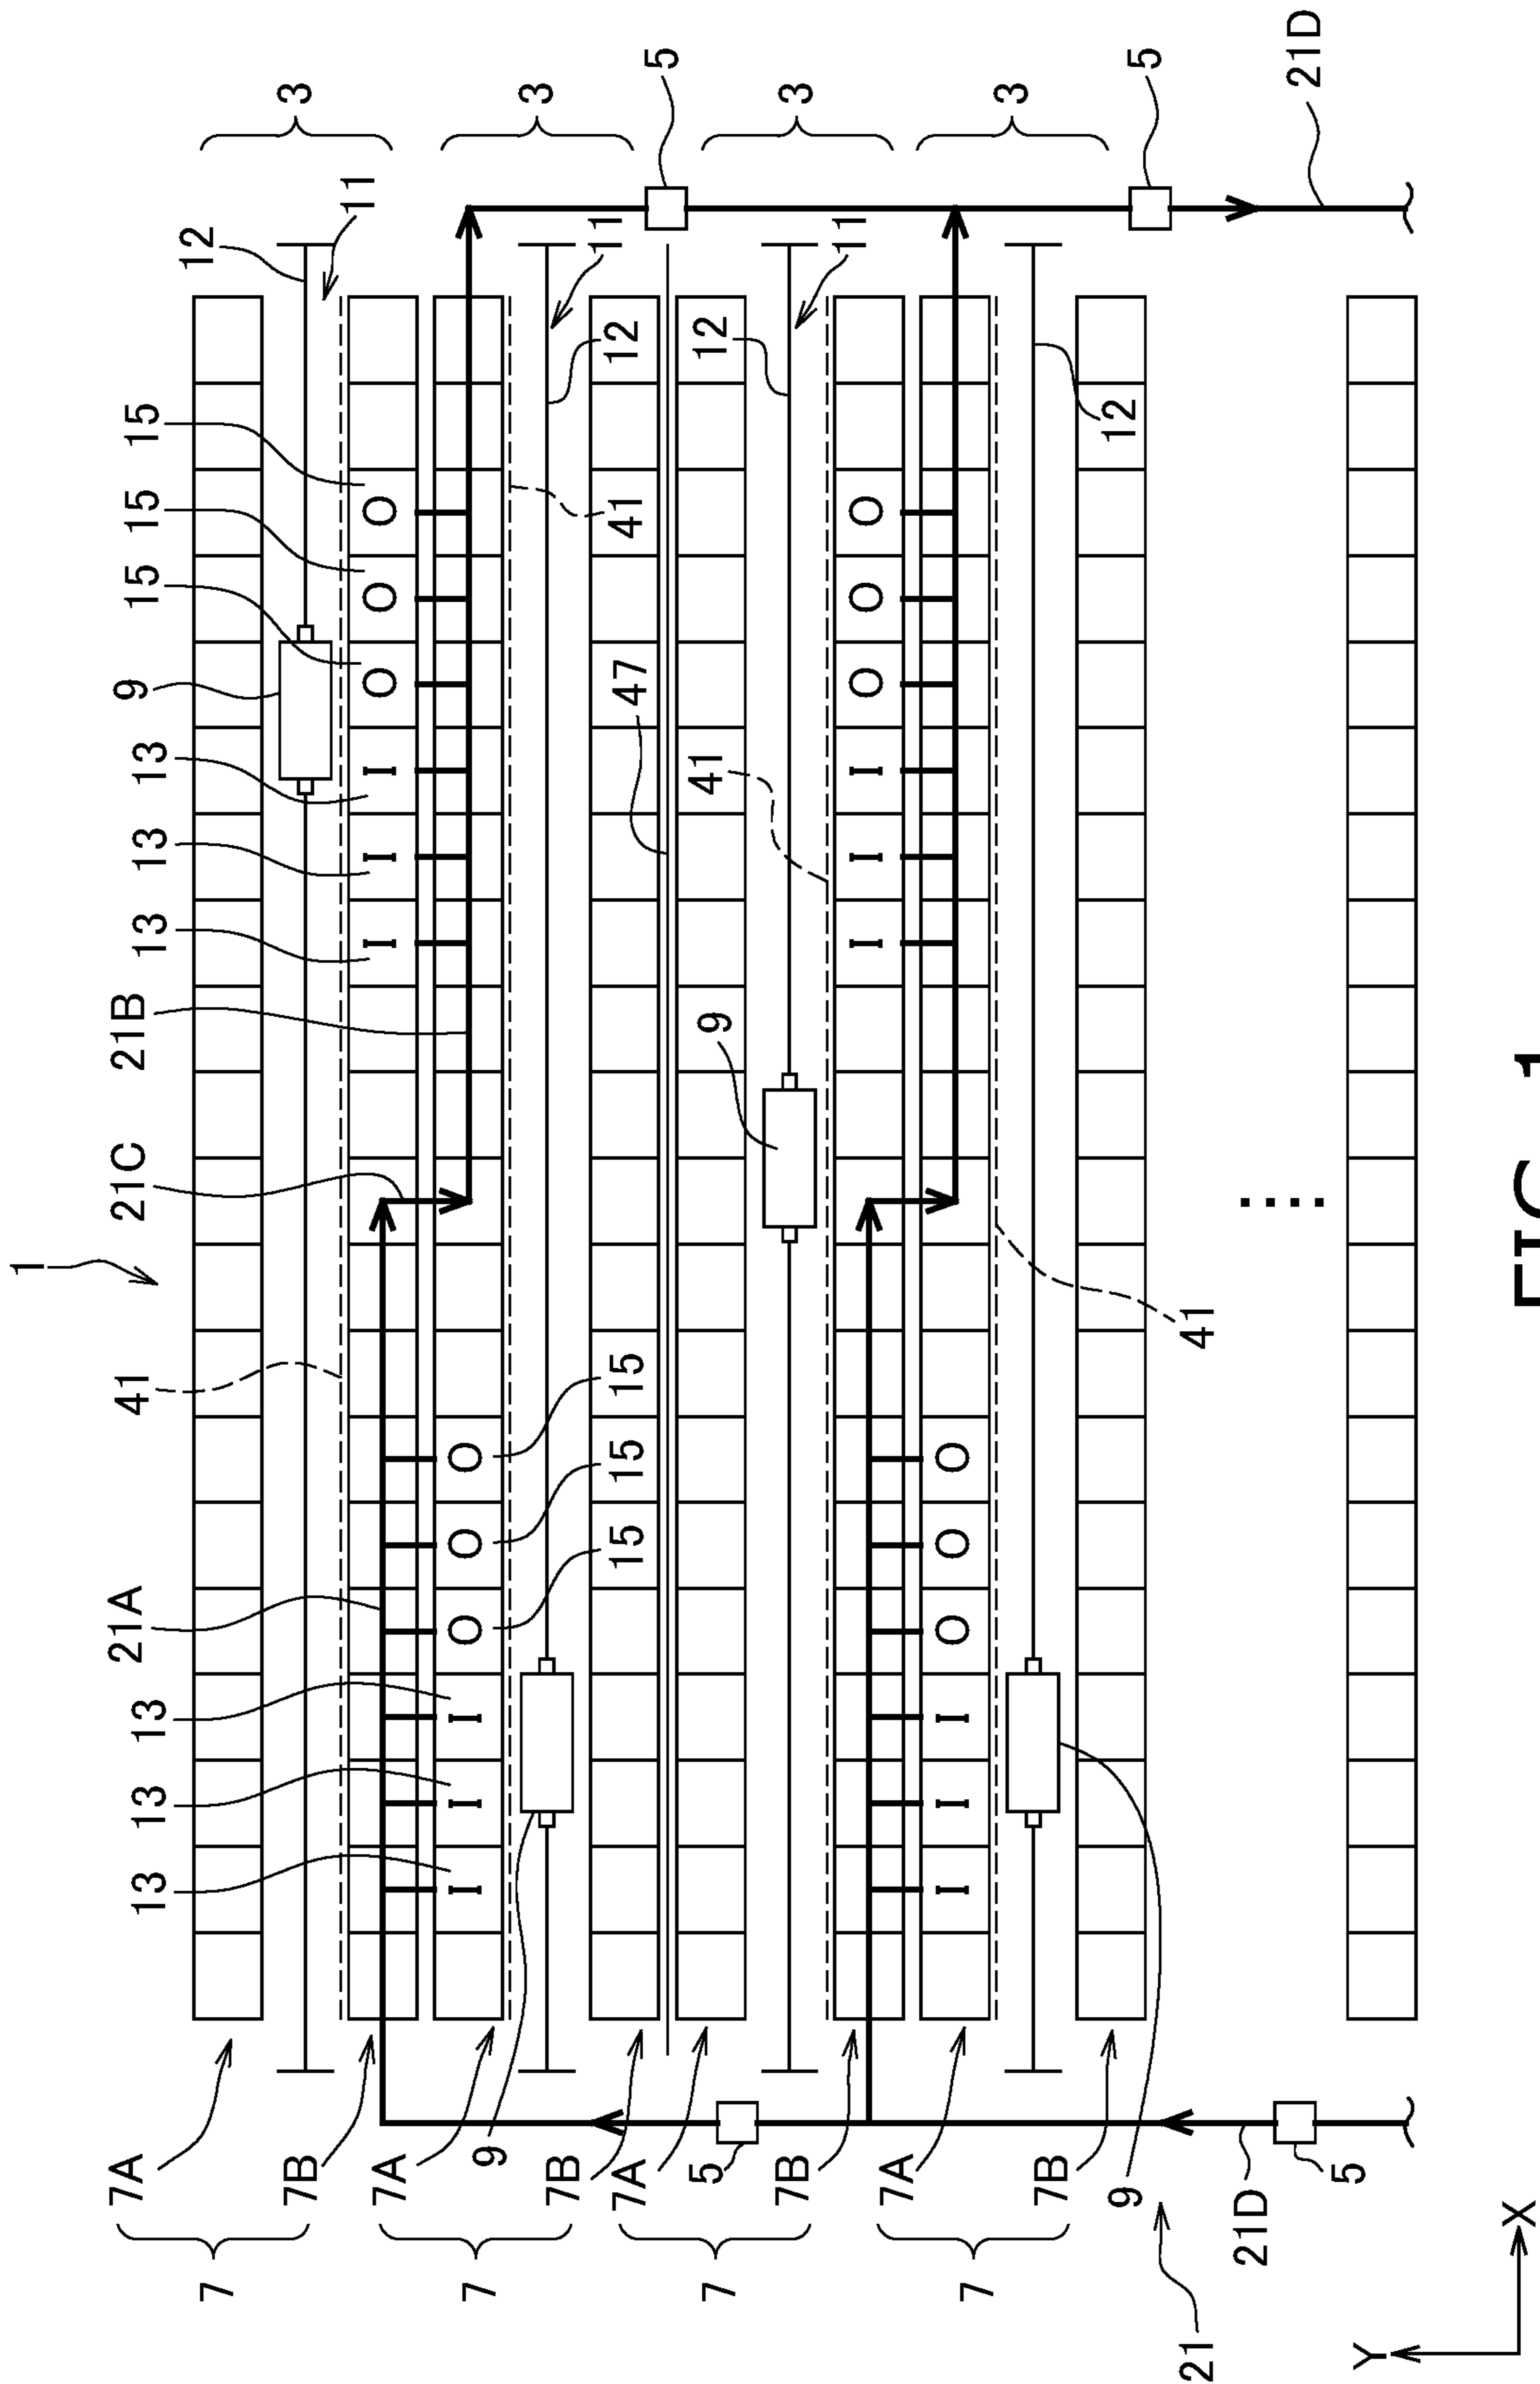 1
7A 13 13 13 21A 41 21C 21B 13 13 13 9 15 15 15
12
7
7B 3
11
I I I O O O
7A
I I I O O O
7
9
3
7B
11
7A 15 15 15 47 41 12
5
5 9 41 12
7
7B 3
11
I I I O O O
7A
I I I O O O
7
3
7B
9 12
5
21 41
21D
21D
5
Y
X
FIG. 1